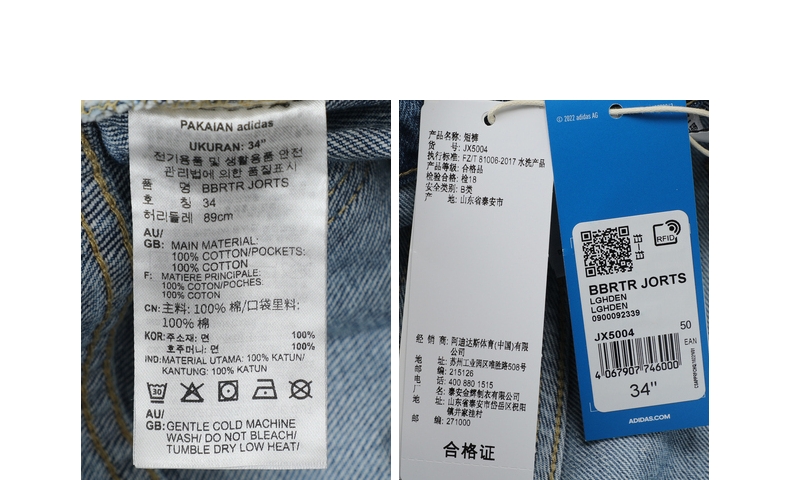 PAKAIAN adidas
UKURAN: 34"
전기용품 및 생활용품 안전
관리법에 의한 품질표시
품 명 BBRTR JORTS
호 칭 34
허리둘레 89cm
AU/
GB: MAIN MATERIAL:
100% COTTON/POCKETS:
100% COTTON
F: MATIERE PRINCIPALE:
100% COTON/POCHES:
100% COTON
CN: 主料: 100% 棉/口袋里料:
100% 棉
KOR: 주소재: 면 100%
호주머니: 면 100%
IND: MATERIAL UTAMA: 100% KATUN/
KANTUNG: 100% KATUN
30
AU/
GB: GENTLE COLD MACHINE
WASH/ DO NOT BLEACH/
TUMBLE DRY LOW HEAT/
产品名称: 短裤
货 号: JX5004
执行标准: FZ/T 81006-2017 水洗产品
产品等级: 合格品
检验合格: 检18
安全类别: B类
产 地: 山东省泰安市
经 销 商: 阿迪达斯体育(中国)有限
公司
地 址: 苏州工业园区唯胜路508号
邮 编: 215126
电 话: 400 880 1515
厂 名: 泰安金辉制衣有限公司
地 址: 山东省泰安市岱岳区祝阳
镇井家挂村
邮 编: 271000
合格证
© 2022 adidas AG
RFID
BBRTR JORTS
LGHDEN
LGHDEN
0900092339
JX5004
50
EAN
4 067907 746000
34"
ADIDAS.COM